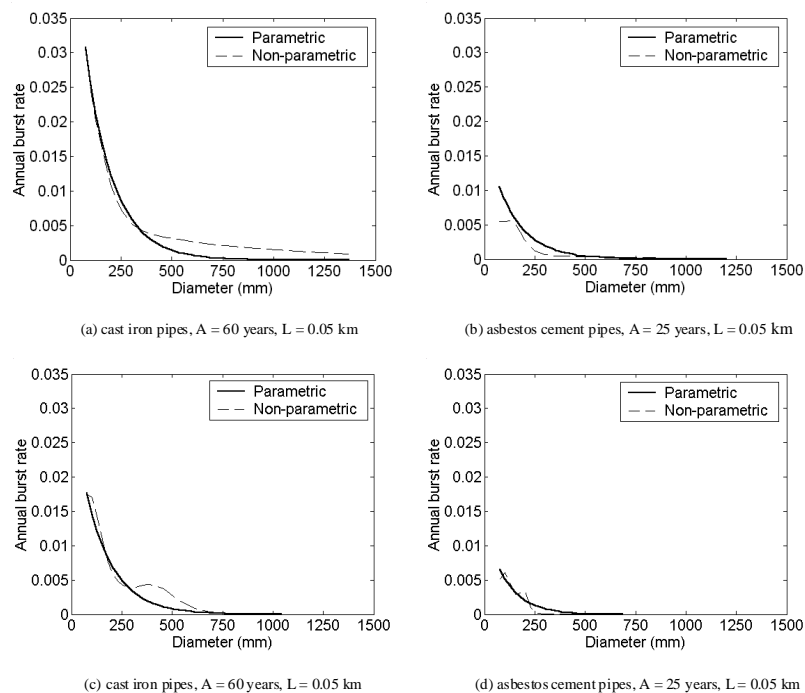 0.035
0.03
0.025
0.02
0.015
0.01
0.005
0
Annual burst rate
Parametric
Non-parametric
0 250 500 750 1000 1250 1500
Diameter (mm)
(a) cast iron pipes, A = 60 years, L = 0.05 km
0.035
0.03
0.025
0.02
0.015
0.01
0.005
0
Annual burst rate
Parametric
Non-parametric
0 250 500 750 1000 1250 1500
Diameter (mm)
(b) asbestos cement pipes, A = 25 years, L = 0.05 km
0.035
0.03
0.025
0.02
0.015
0.01
0.005
0
Annual burst rate
Parametric
Non-parametric
0 250 500 750 1000 1250 1500
Diameter (mm)
(c) cast iron pipes, A = 60 years, L = 0.05 km
0.035
0.03
0.025
0.02
0.015
0.01
0.005
0
Annual burst rate
Parametric
Non-parametric
0 250 500 750 1000 1250 1500
Diameter (mm)
(d) asbestos cement pipes, A = 25 years, L = 0.05 km